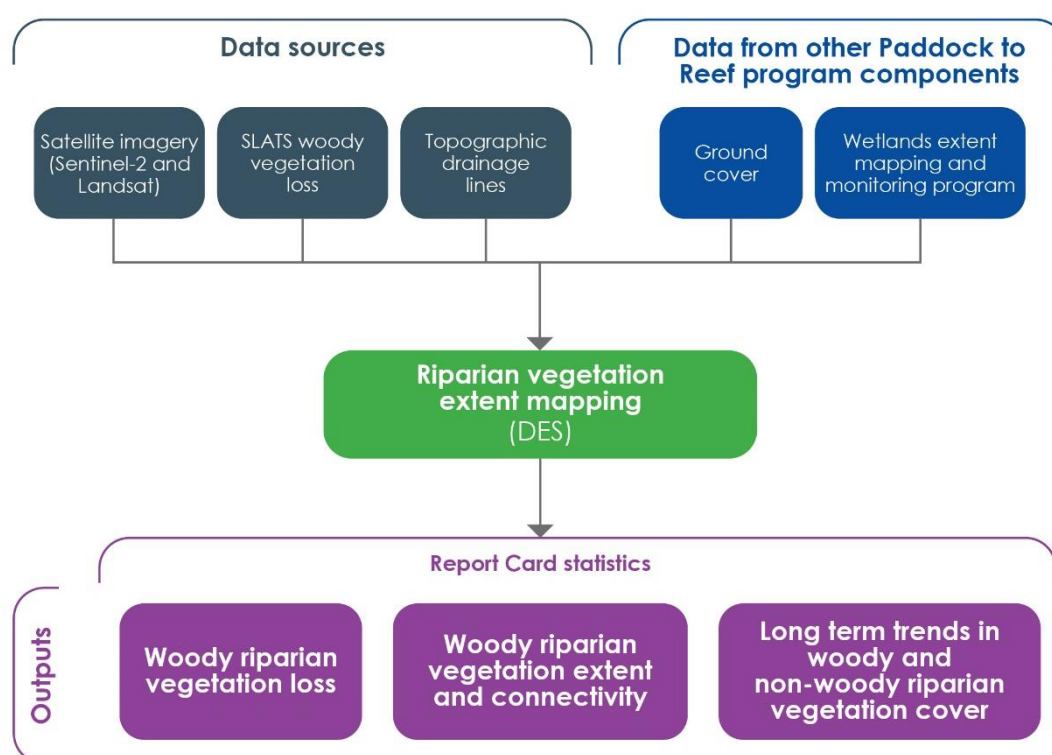 Data sources
Data from other Paddock to
Reef program components
Satellite imagery
(Sentinel-2 and
Landsat)
SLATS woody
vegetation
loss
Topographic
drainage
lines
Ground
cover
Wetlands extent
mapping and
monitoring program
Riparian vegetation
extent mapping
(DES)
Report Card statistics
Outputs
Woody riparian
vegetation loss
Woody riparian
vegetation extent
and connectivity
Long term trends in
woody and
non-woody riparian
vegetation cover